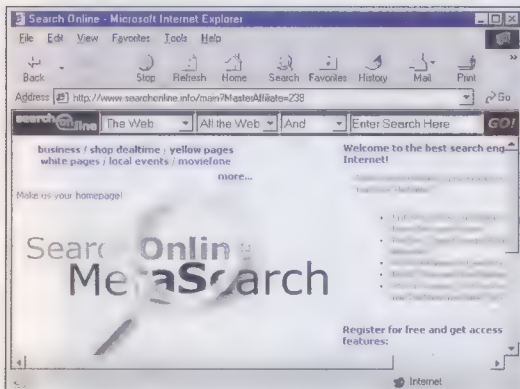 Search Online - Microsoft Internet Explorer
File Edit View Favorites Tools Help
Back Stop Refresh Home Search Favorites History Mail Print »
Address http://www.searchonline.info/main?MasterAffiliate=238 Go
search Online The Web All the Web And Enter Search Here GO!
business / shop dealtime / yellow pages
white pages / local events / moviefone
more...
Make us your homepage!
Welcome to the best search eng
Internet!
Search Online
MetaSearch
Register for free and get access
features:
Internet